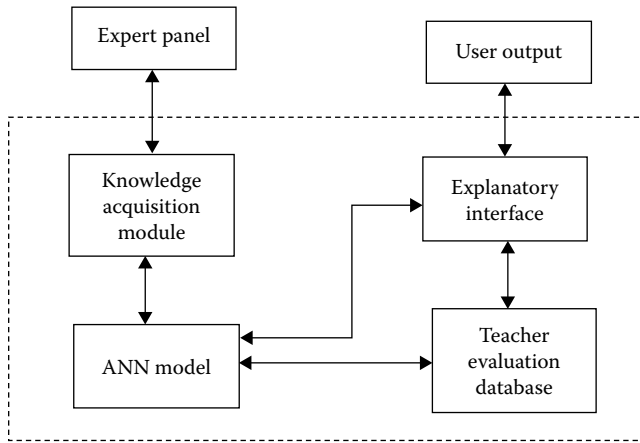 Expert panel
User output
Knowledge
acquisition
module
Explanatory
interface
ANN model
Teacher
evaluation
database